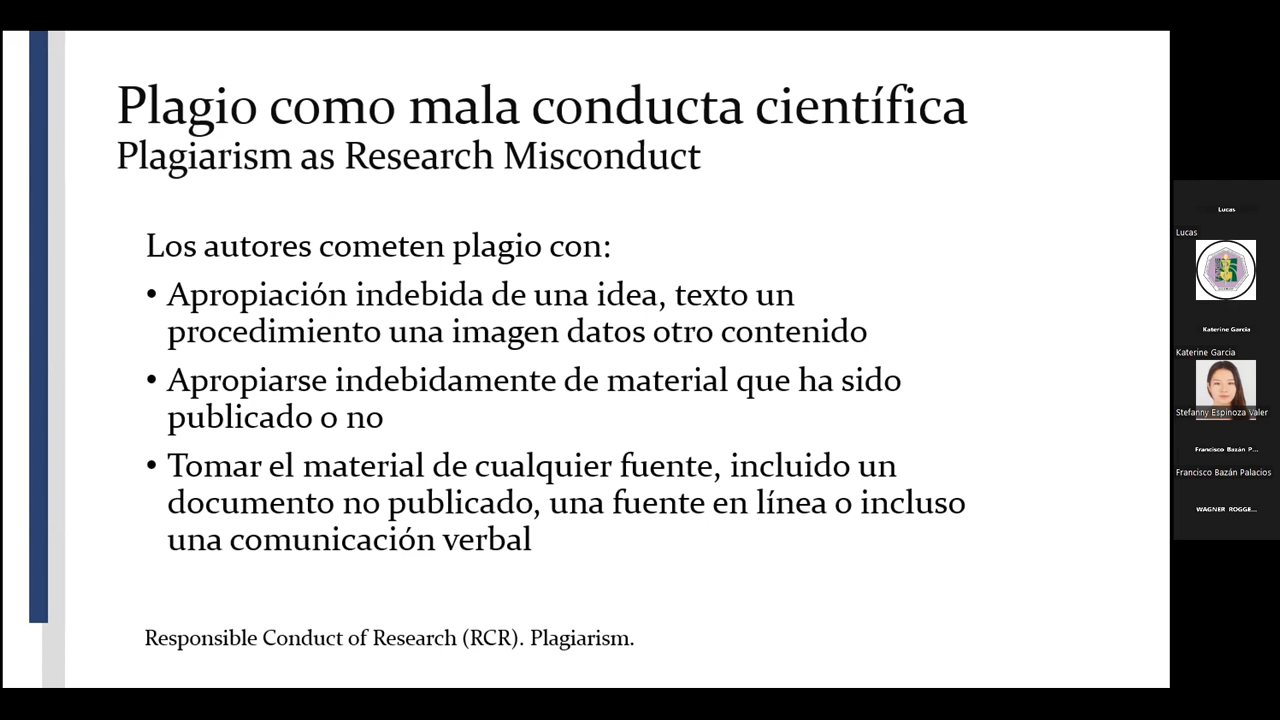 Plagio como mala conducta científica
Plagiarism as Research Misconduct
Los autores cometen plagio con:
• Apropiación indebida de una idea, texto un
procedimiento una imagen datos otro contenido
• Apropiarse indebidamente de material que ha sido
publicado o no
• Tomar el material de cualquier fuente, incluido un
documento no publicado, una fuente en línea o incluso
una comunicación verbal
Responsible Conduct of Research (RCR). Plagiarism.
Lucas
Lucas
Katerine Garcia
Katerine Garcia
Stefanny Espinoza Valer
Francisco Bazán P...
Francisco Bazán Palacios
WAGNER ROGGE...